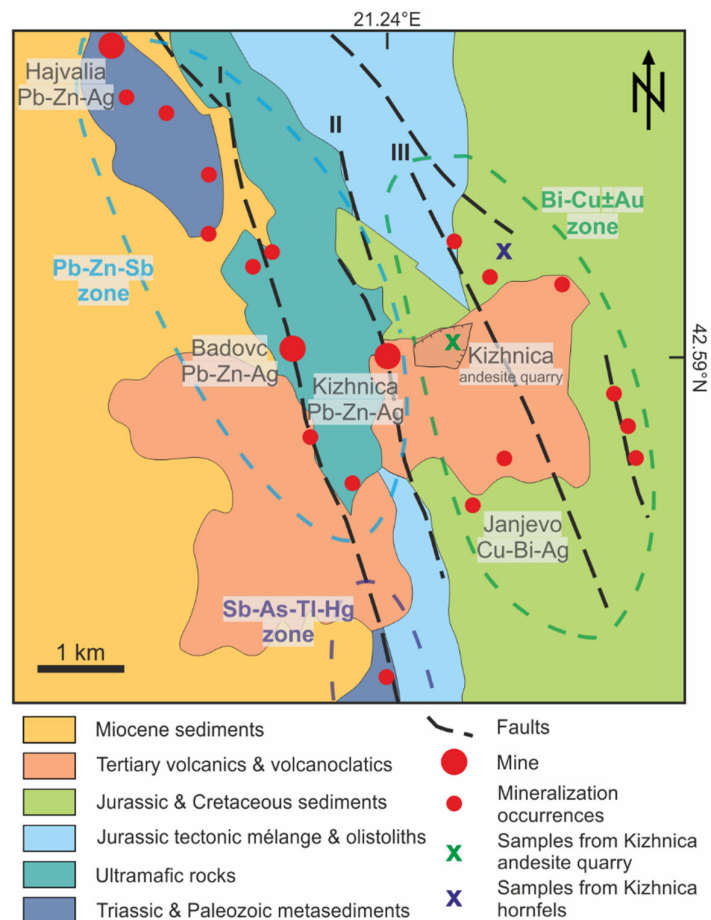 21.24°E
Hajvalia
Pb-Zn-Ag
I
II
III
N
Bi-Cu±Au
zone
Pb-Zn-Sb
zone
Badovc
Pb-Zn-Ag
Kizhnica
Pb-Zn-Ag
x
x
Kizhnica
andesite quarry
42.59°N
Janjevo
Cu-Bi-Ag
Sb-As-Tl-Hg
zone
1 km
Miocene sediments
Tertiary volcanics & volcanoclatics
Jurassic & Cretaceous sediments
Jurassic tectonic mélange & olistoliths
Ultramafic rocks
Triassic & Paleozoic metasediments
Faults
Mine
Mineralization
occurrences
x
Samples from Kizhnica
andesite quarry
x
Samples from Kizhnica
hornfels